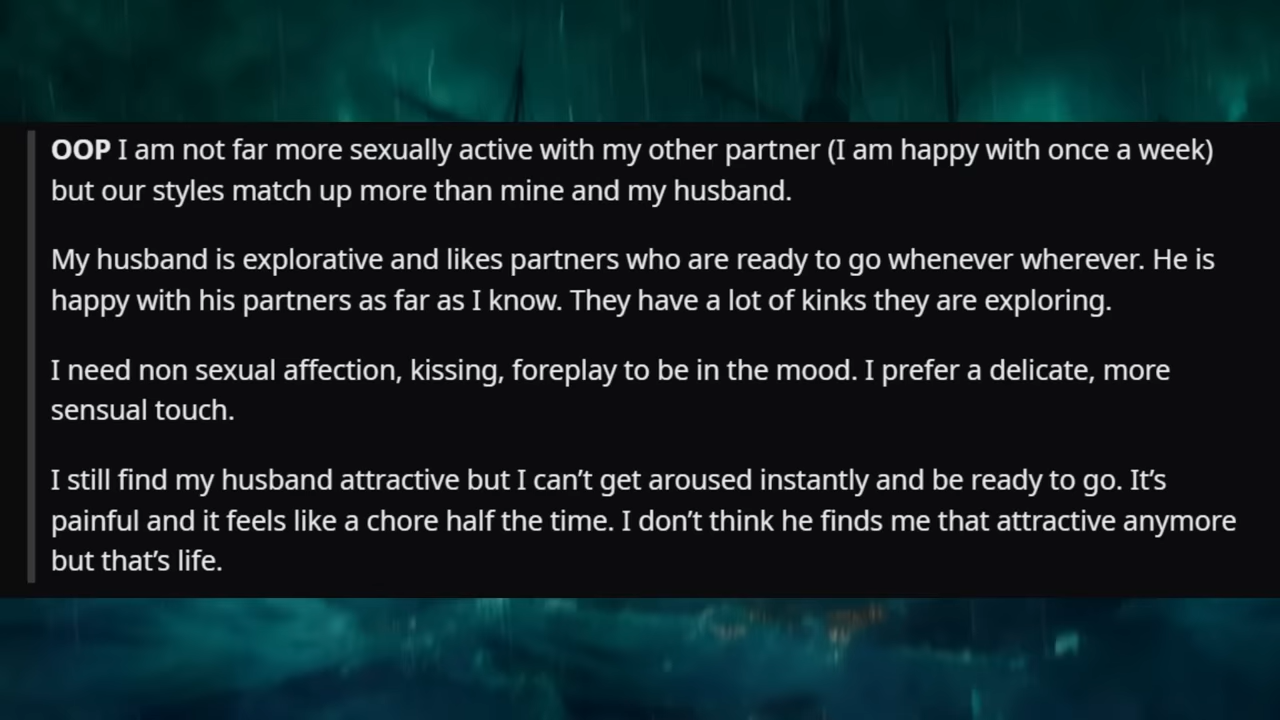 OOP I am not far more sexually active with my other partner (I am happy with once a week)
but our styles match up more than mine and my husband.
My husband is explorative and likes partners who are ready to go whenever wherever. He is
happy with his partners as far as I know. They have a lot of kinks they are exploring.
I need non sexual affection, kissing, foreplay to be in the mood. I prefer a delicate, more
sensual touch.
I still find my husband attractive but I can’t get aroused instantly and be ready to go. It’s
painful and it feels like a chore half the time. I don’t think he finds me that attractive anymore
but that’s life.